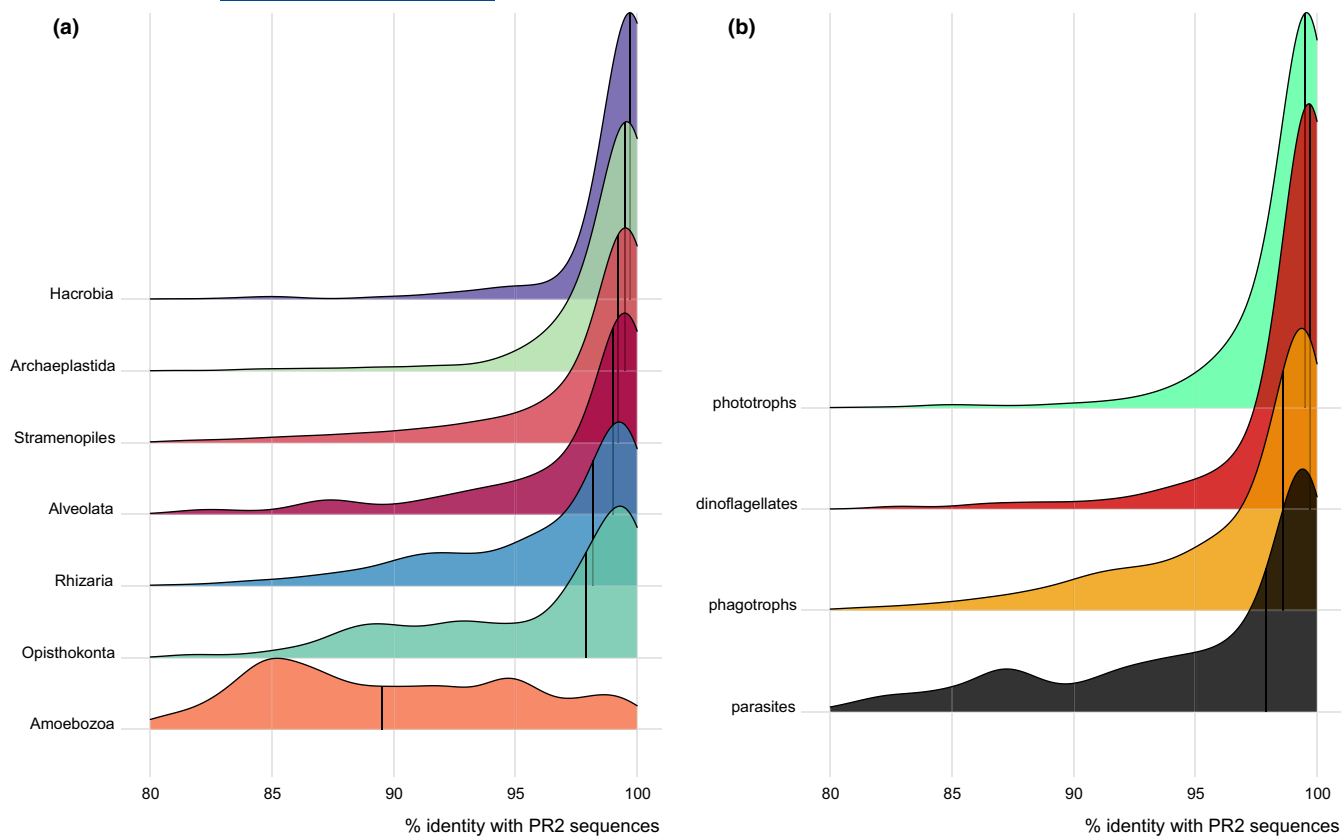 (a)
Hacrobia
Archaeplastida
Stramenopiles
Alveolata
Rhizaria
Opisthokonta
Amoebozoa
80 85 90 95 100
% identity with PR2 sequences
(b)
phototrophs
dinoflagellates
phagotrophs
parasites
80 85 90 95 100
% identity with PR2 sequences